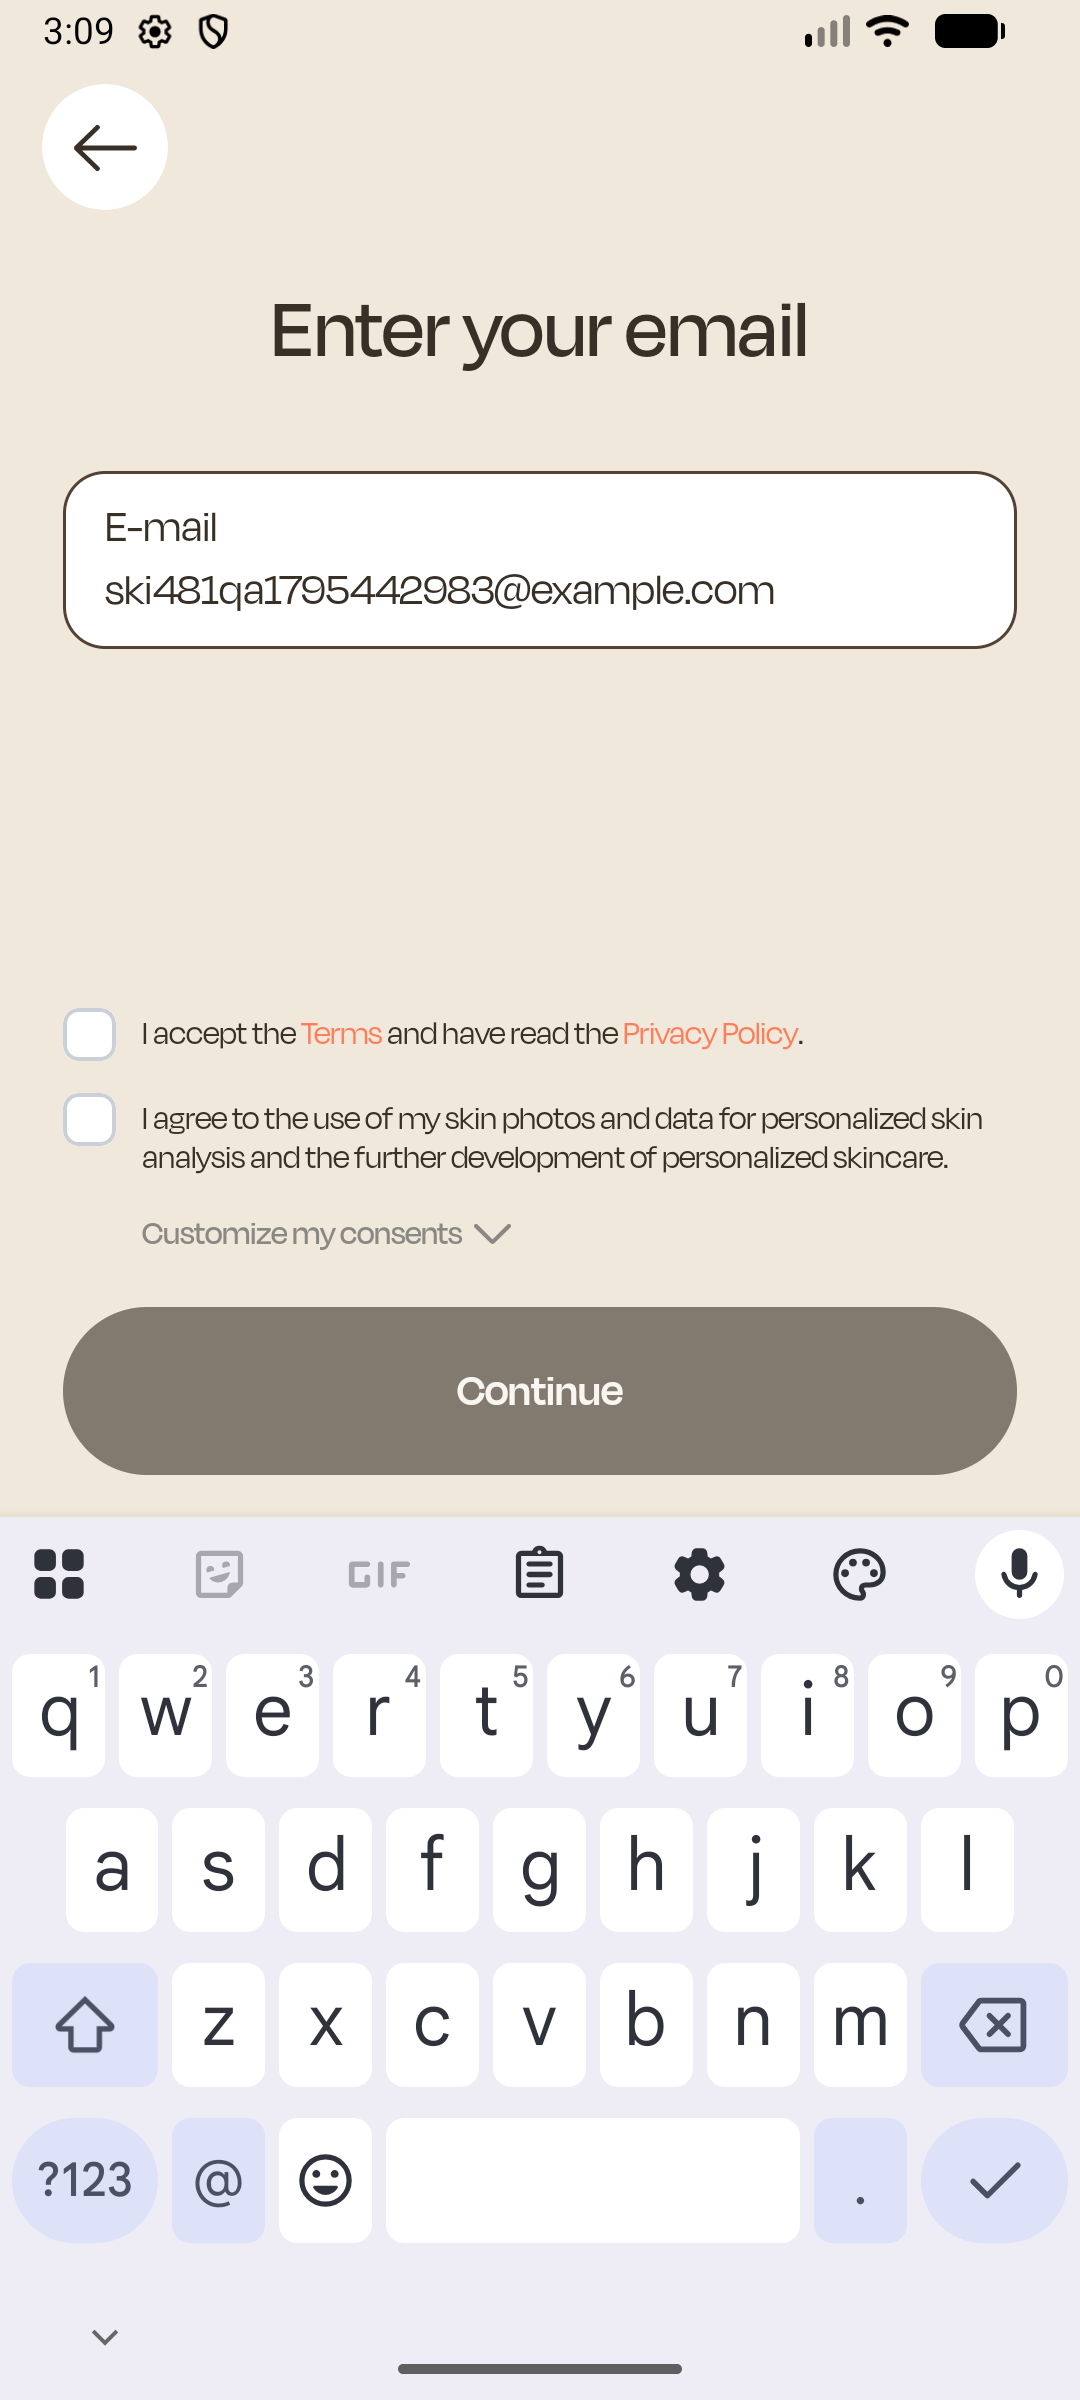 3:09
Enter your email
E-mail
ski481qa1795442983@example.com
I accept the Terms and have read the Privacy Policy.
I agree to the use of my skin photos and data for personalized skin
analysis and the further development of personalized skincare.
Customize my consents
Continue
GIF
q 1 w 2 e 3 r 4 t 5 y 6 u 7 i 8 o 9 p 0
a s d f g h j k l
z x c v b n m
?123 @ .